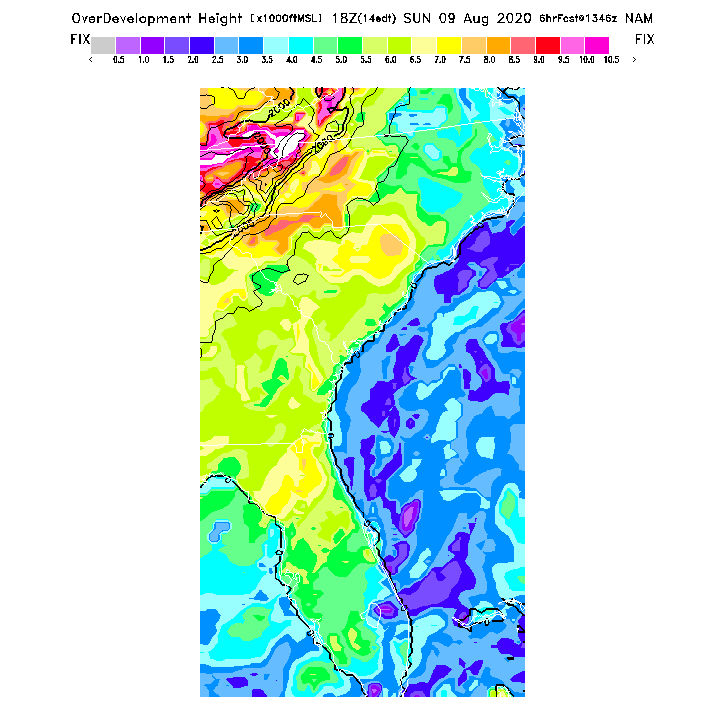 OverDevelopment Height [x1000ftMSL] 18Z(14edt) SUN 09 Aug 2020 6hrFcst@1346z NAM
FIX FIX
< 0.5 1.0 1.5 2.0 2.5 3.0 3.5 4.0 4.5 5.0 5.5 6.0 6.5 7.0 7.5 8.0 8.5 9.0 9.5 10.0 10.5 >
2000
2000